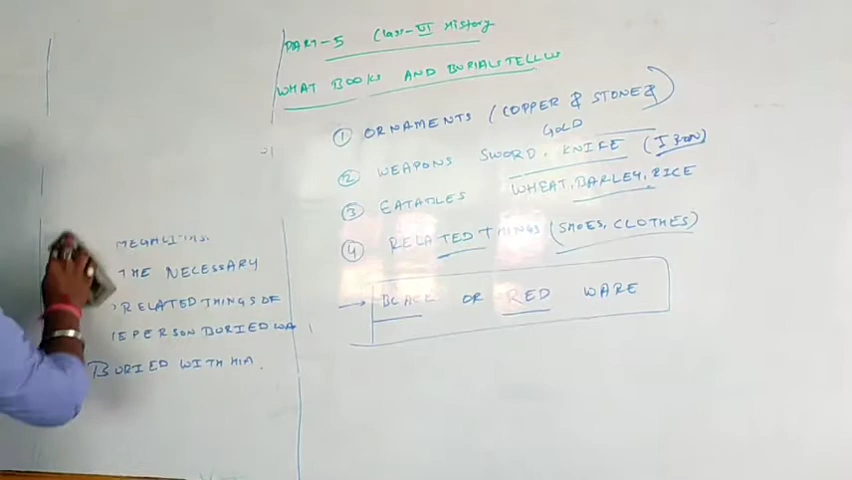 PART-5 Class-VI History
WHAT BOOKS AND BURIALS TELL US
① ORNAMENTS (COPPER & STONE &)
GOLD
② WEAPONS SWORD, KNIFE (IRON)
③ EATABLES WHEAT, BARLEY, RICE
④ RELATED THINGS (SHOES, CLOTHES)
→ BLACK OR RED WARE
MEGALITHS.
THE NECESSARY
RELATED THINGS OF
PERSON BURIED WA
BURIED WITH HIM.